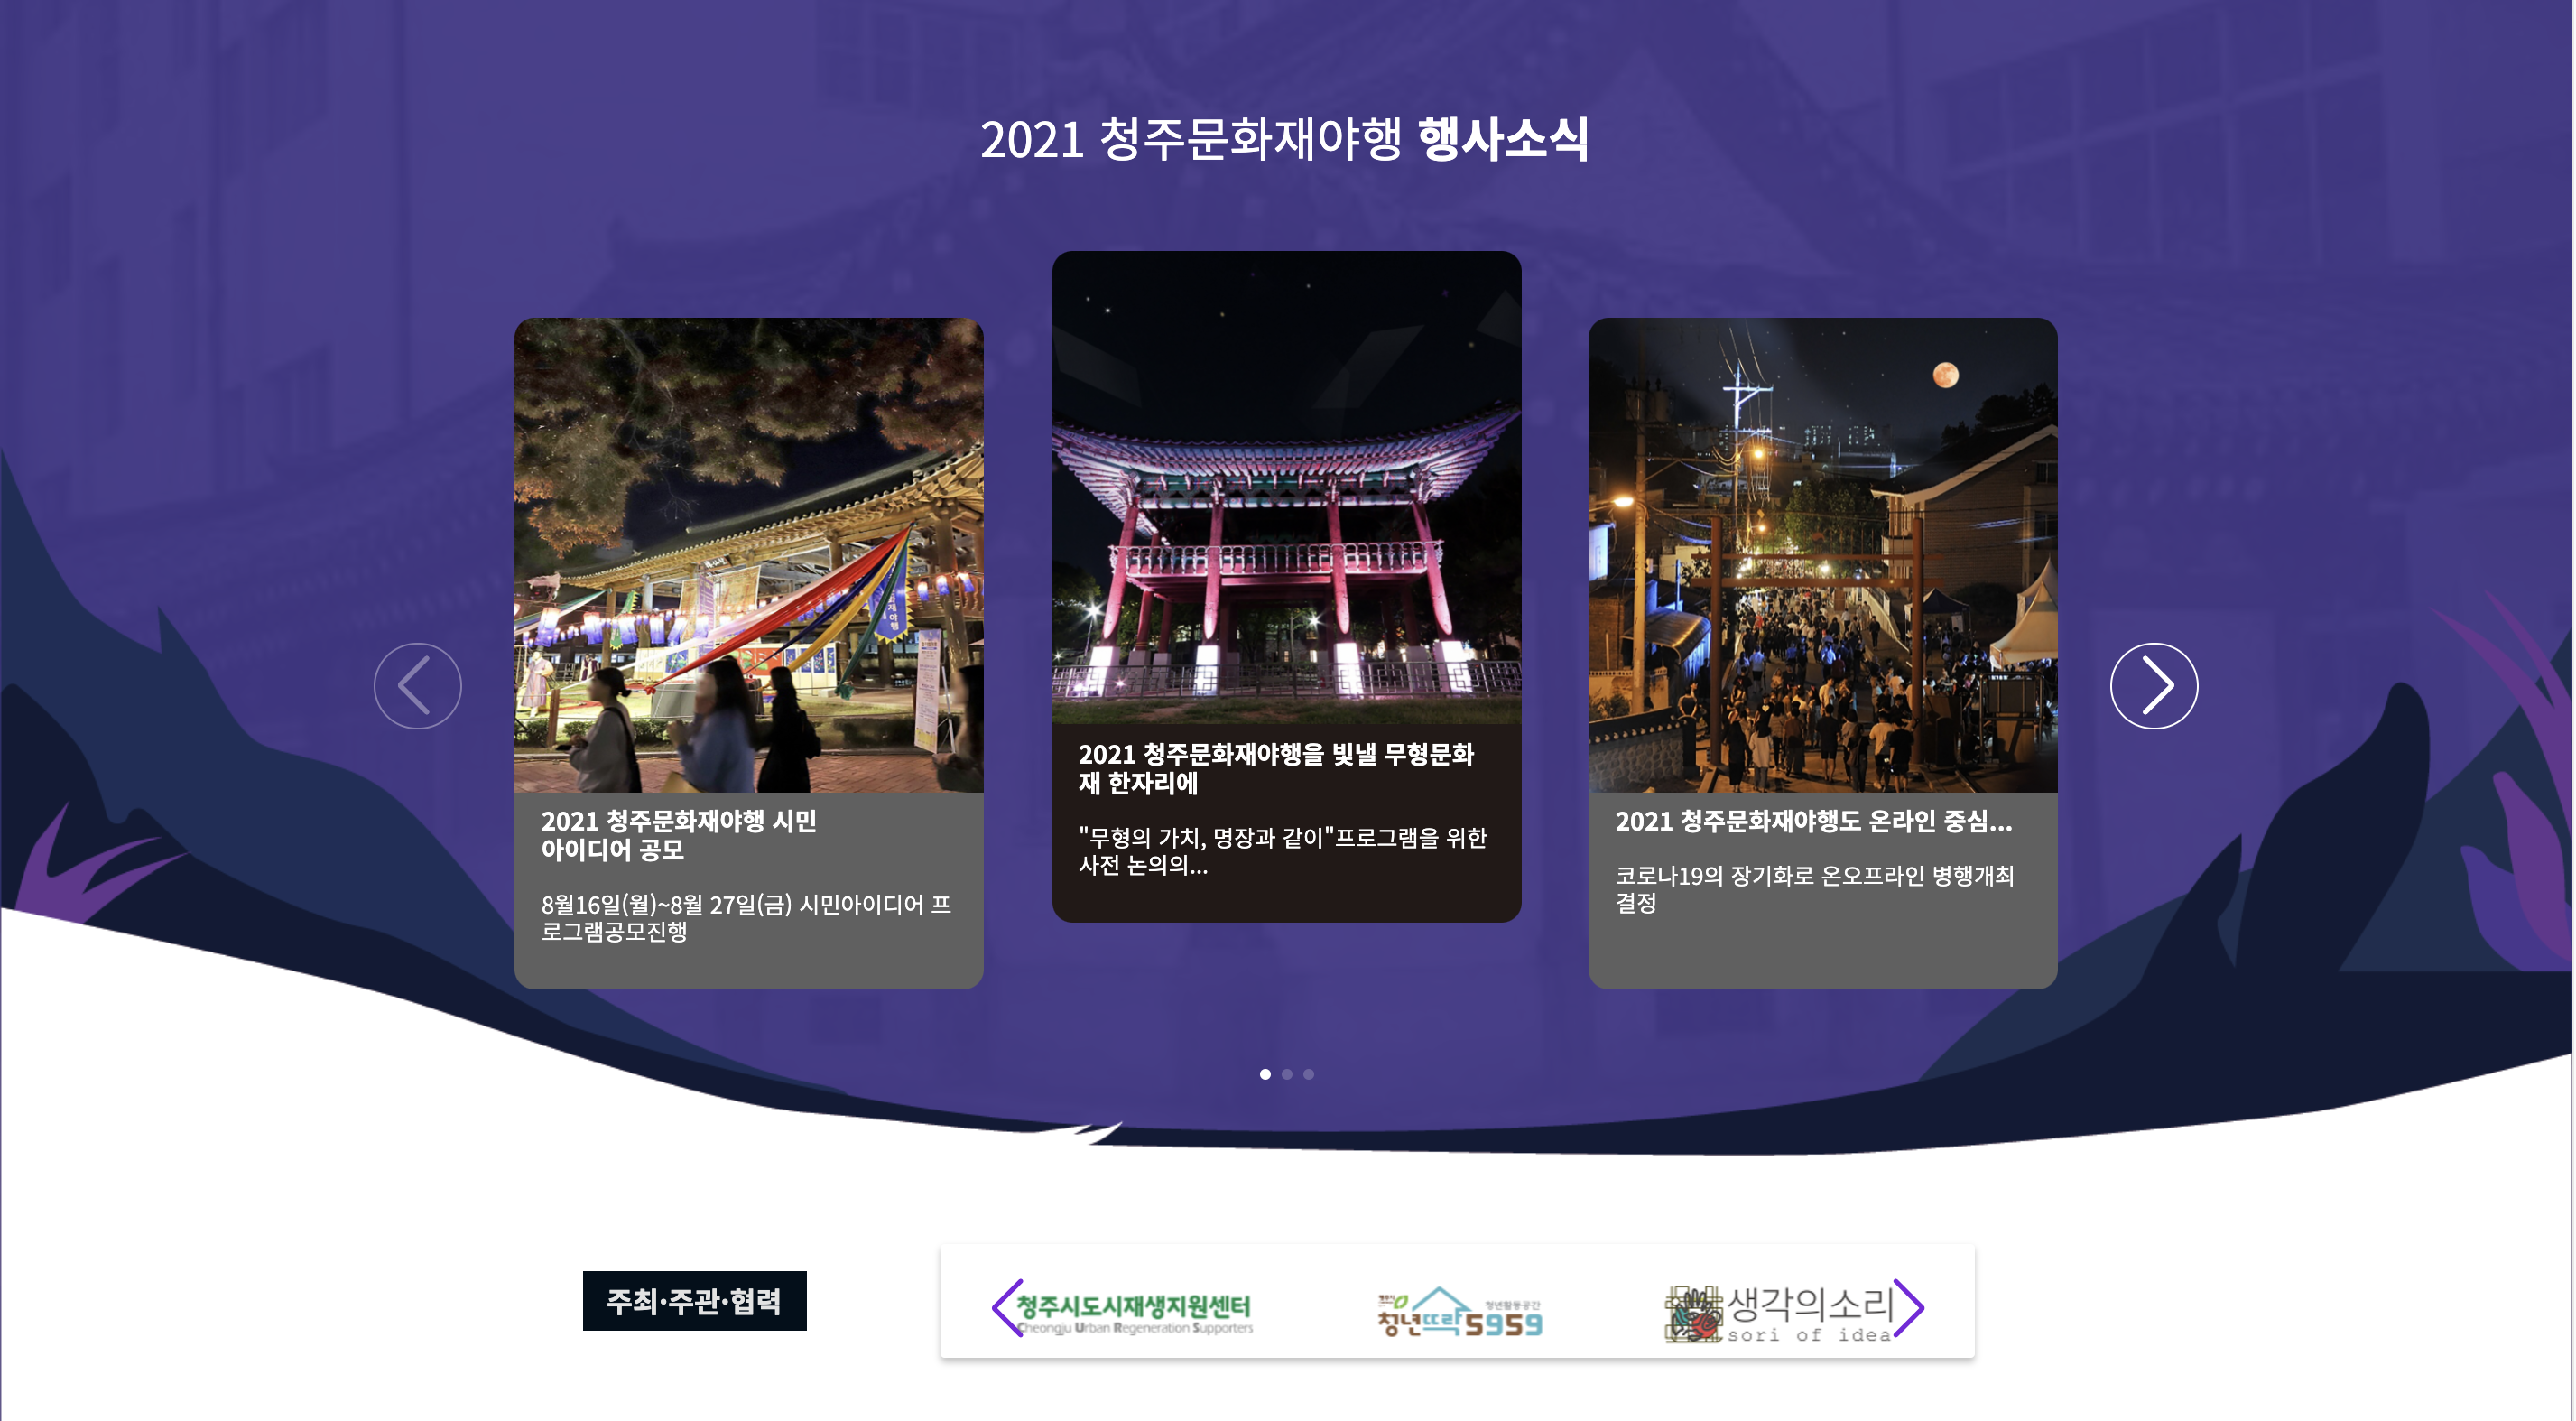 2021 청주문화재야행 행사소식
2021 청주문화재야행 시민
아이디어 공모
8월16일(월)~8월 27일(금) 시민아이디어 프
로그램공모진행
2021 청주문화재야행을 빛낼 무형문화
재 한자리에
"무형의 가치, 명장과 같이"프로그램을 위한
사전 논의의...
2021 청주문화재야행도 온라인 중심...
코로나19의 장기화로 온오프라인 병행개최
결정
주최·주관·협력
청주시도시재생지원센터
Cheongju Urban Regeneration Supporters
청년활동공간
청년뜨락5959
생각의소리
sori of idea